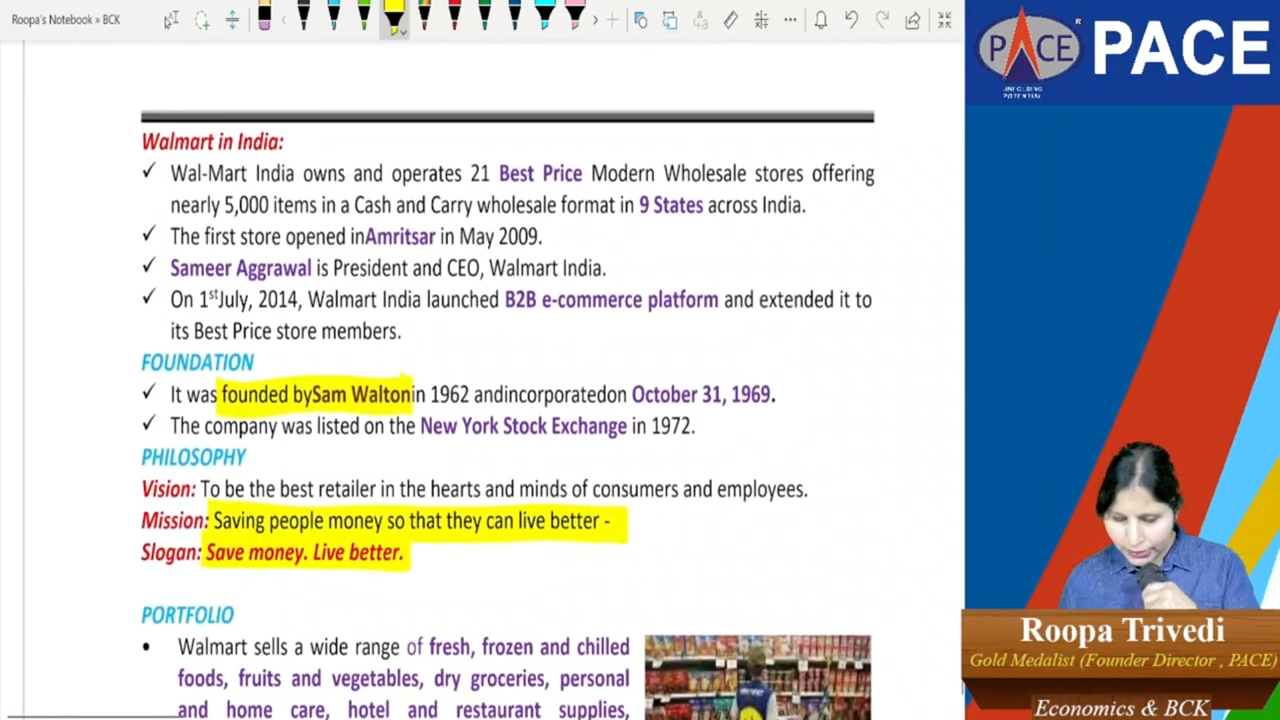 Roopa's Notebook » BCK
PACE
UNFOLDING
POTENTIAL
®
PACE
Walmart in India:
✓ Wal-Mart India owns and operates 21 Best Price Modern Wholesale stores offering
nearly 5,000 items in a Cash and Carry wholesale format in 9 States across India.
✓ The first store opened inAmritsar in May 2009.
✓ Sameer Aggrawal is President and CEO, Walmart India.
✓ On 1stJuly, 2014, Walmart India launched B2B e-commerce platform and extended it to
its Best Price store members.
FOUNDATION
✓ It was founded bySam Waltonin 1962 andincorporatedon October 31, 1969.
✓ The company was listed on the New York Stock Exchange in 1972.
PHILOSOPHY
Vision: To be the best retailer in the hearts and minds of consumers and employees.
Mission: Saving people money so that they can live better -
Slogan: Save money. Live better.
PORTFOLIO
• Walmart sells a wide range of fresh, frozen and chilled
foods, fruits and vegetables, dry groceries, personal
and home care, hotel and restaurant supplies,
Roopa Trivedi
Gold Medalist (Founder Director , PACE)
Economics & BCK